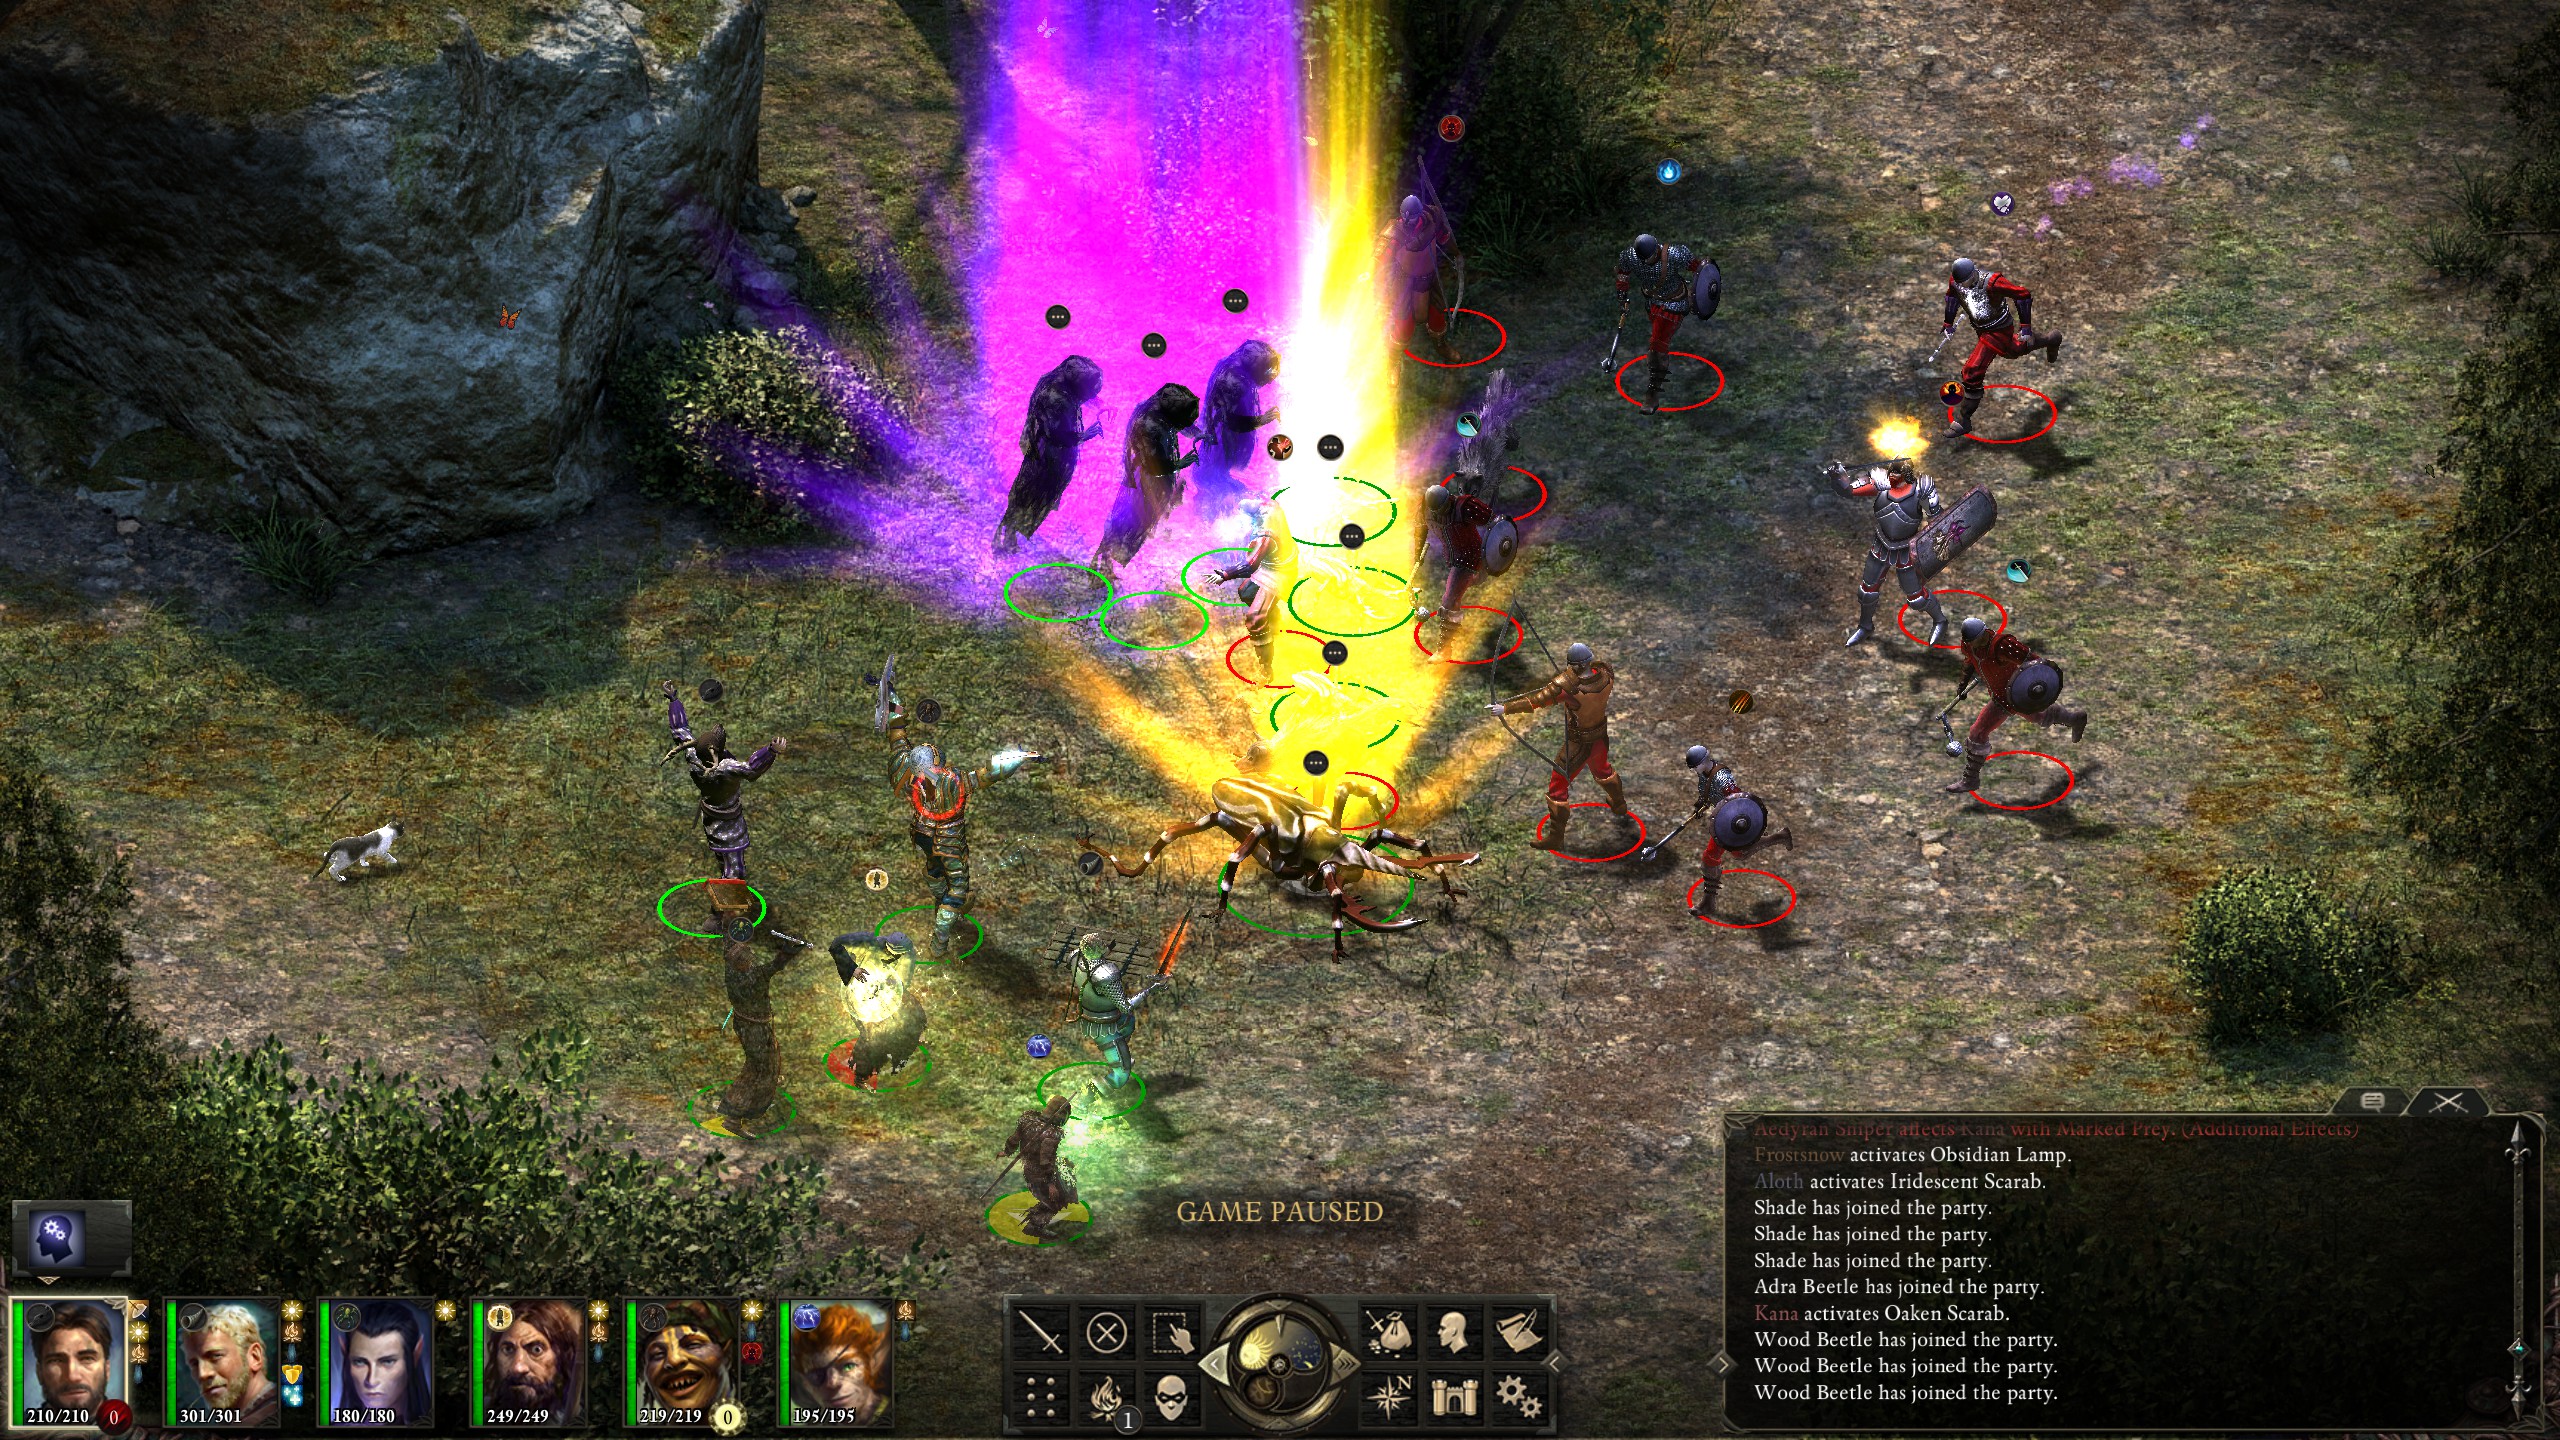 Aedyran Sniper affects Kana with Marked Prey. (Additional Effects)
Frostsnow activates Obsidian Lamp.
Aloth activates Iridescent Scarab.
Shade has joined the party.
Shade has joined the party.
Shade has joined the party.
Adra Beetle has joined the party.
Kana activates Oaken Scarab.
Wood Beetle has joined the party.
Wood Beetle has joined the party.
Wood Beetle has joined the party.
GAME PAUSED
210/210 0
301/301
180/180
249/249
219/219 0
195/195
1
N